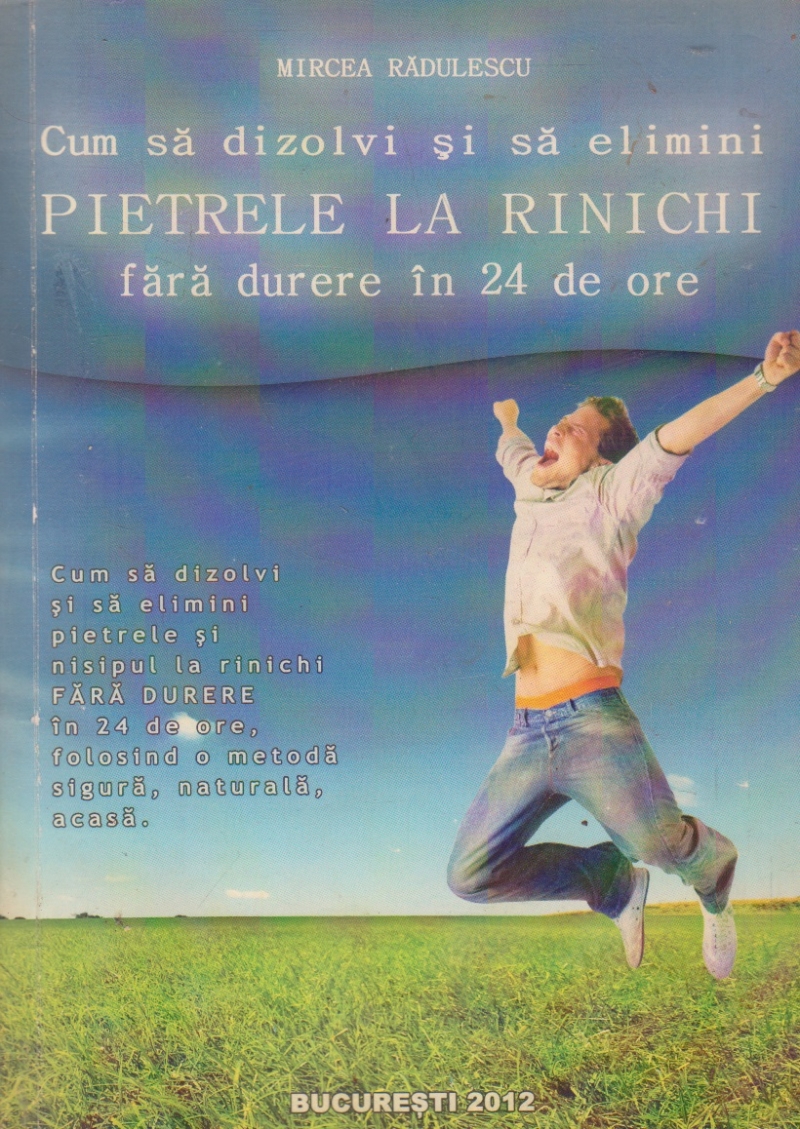 MIRCEA RĂDULESCU
Cum să dizolvi şi să elimini
PIETRELE LA RINICHI
fără durere în 24 de ore
Cum să dizolvi
şi să elimini
pietrele şi
nisipul la rinichi
FĂRĂ DURERE
în 24 de ore,
folosind o metodă
sigură, naturală,
acasă.
BUCUREŞTI 2012